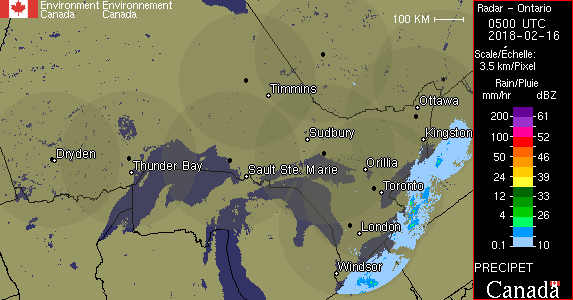 Environment Environnement
Canada Canada
100 KM
Timmins
Ottawa
Sudbury
Kingston
Dryden
Thunder Bay
Sault Ste. Marie
Orillia
Toronto
London
Windsor
Radar - Ontario
0500 UTC
2018-02-16
Scale/Échelle:
3.5 km/Pixel
Rain/Pluie
mm/hr dBZ
200 61
100 52
50 46
24 39
12 33
4 26
0.1 10
PRECIPET
Canada